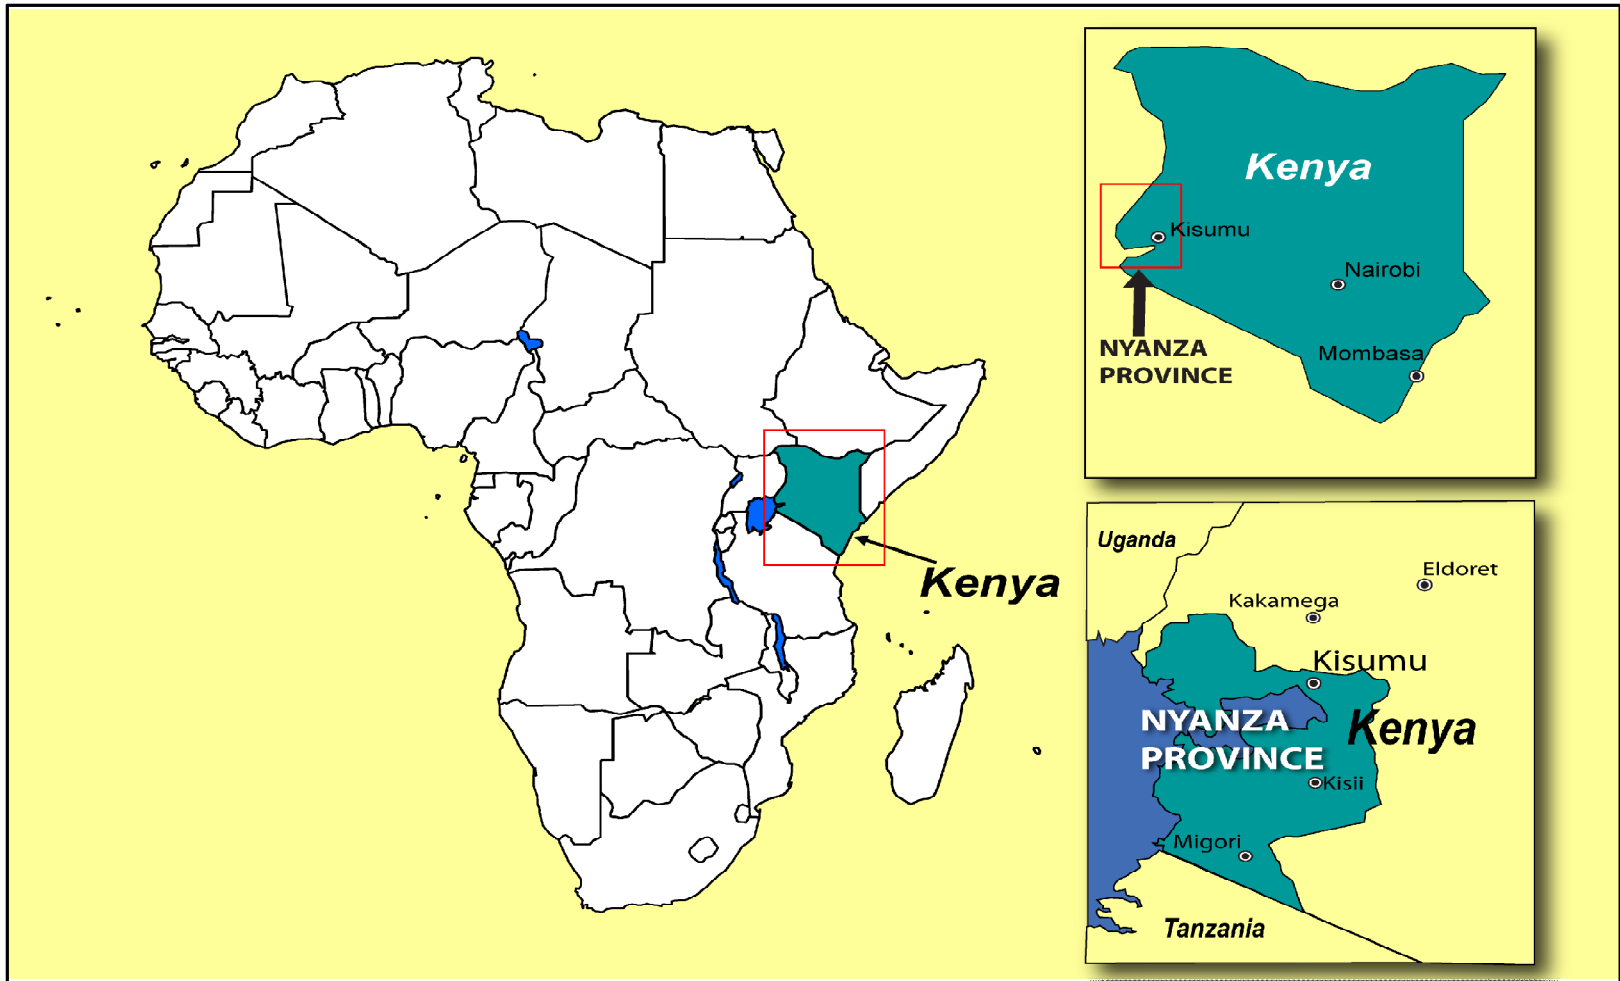 Kenya
Kenya
Kisumu
Nairobi
Mombasa
NYANZA
PROVINCE
Uganda
Eldoret
Kakamega
Kisumu
NYANZA
PROVINCE
Kenya
Kisii
Migori
Tanzania